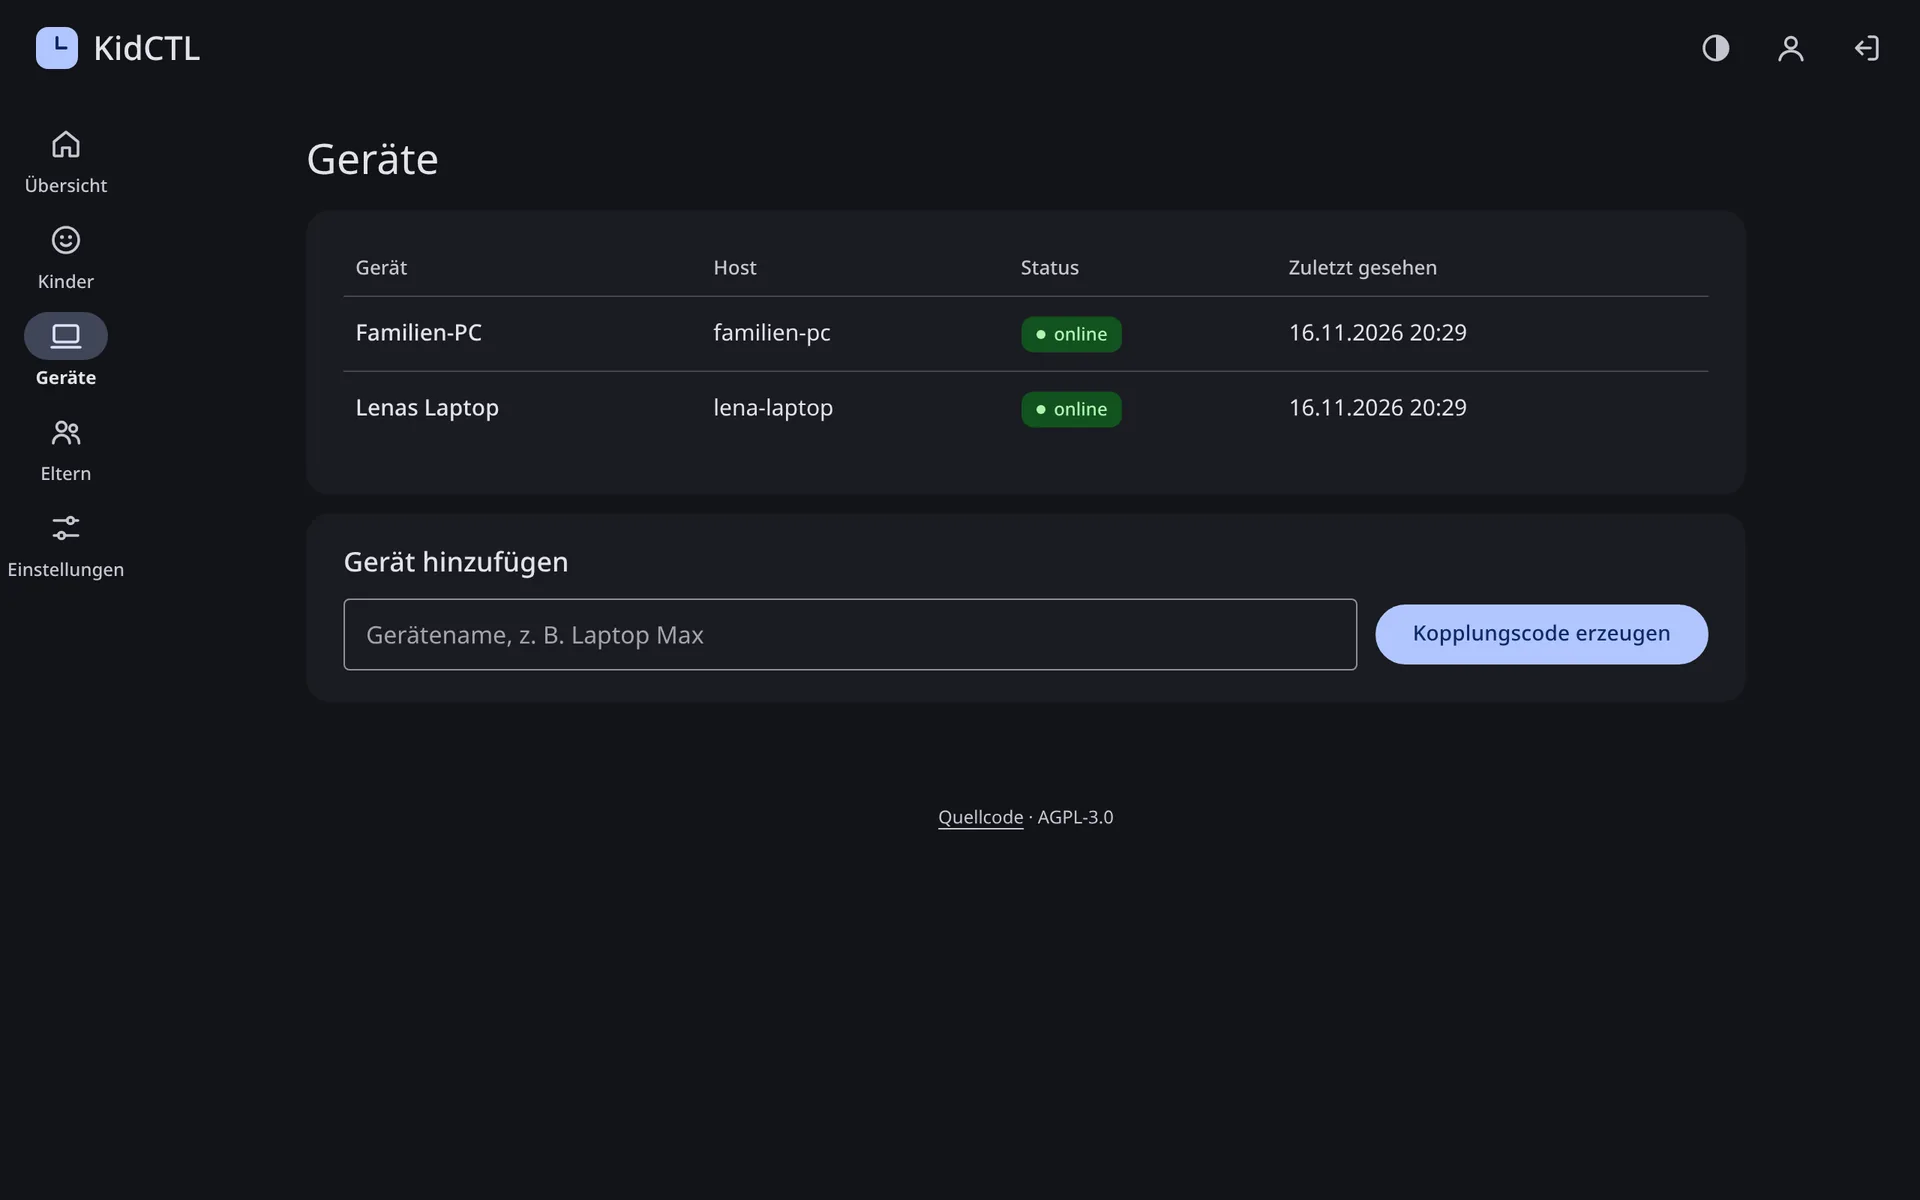 KidCTL
Übersicht
Kinder
Geräte
Eltern
Einstellungen
Geräte
Gerät Host Status Zuletzt gesehen
Familien-PC familien-pc online 16.11.2026 20:29
Lenas Laptop lena-laptop online 16.11.2026 20:29
Gerät hinzufügen
Gerätename, z. B. Laptop Max Kopplungscode erzeugen
Quellcode · AGPL-3.0